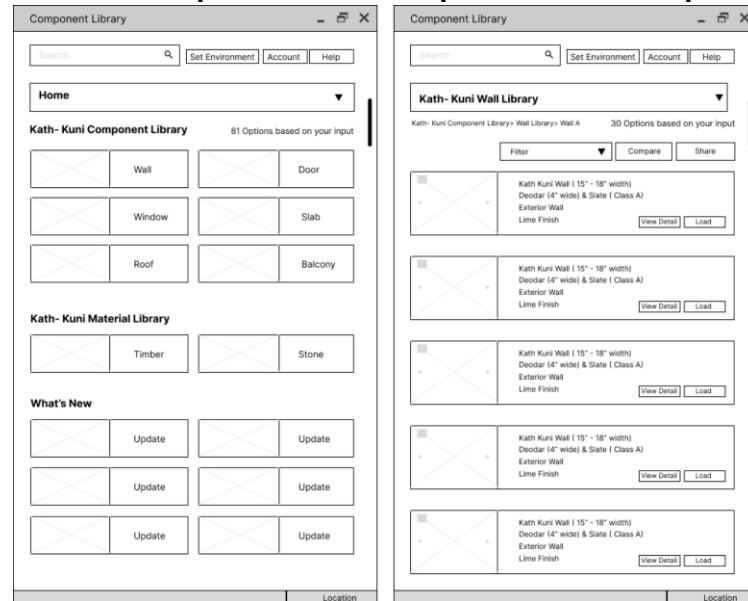 Component Library
Search
Set Environment Account Help
Home
Kath- Kuni Component Library 81 Options based on your input
Wall Door
Window Slab
Roof Balcony
Kath- Kuni Material Library
Timber Stone
What's New
Update Update
Update Update
Update Update
Location
Component Library
Search
Set Environment Account Help
Kath- Kuni Wall Library
Kath- Kuni Component Library> Wall Library> Wall A 30 Options based on your input
Filter Compare Share
Kath Kuni Wall ( 15" - 18" width)
Deodar (4" wide) & Slate ( Class A)
Exterior Wall
Lime Finish View Detail Load
Kath Kuni Wall ( 15" - 18" width)
Deodar (4" wide) & Slate ( Class A)
Exterior Wall
Lime Finish View Detail Load
Kath Kuni Wall ( 15" - 18" width)
Deodar (4" wide) & Slate ( Class A)
Exterior Wall
Lime Finish View Detail Load
Kath Kuni Wall ( 15" - 18" width)
Deodar (4" wide) & Slate ( Class A)
Exterior Wall
Lime Finish View Detail Load
Kath Kuni Wall ( 15" - 18" width)
Deodar (4" wide) & Slate ( Class A)
Exterior Wall
Lime Finish View Detail Load
Location